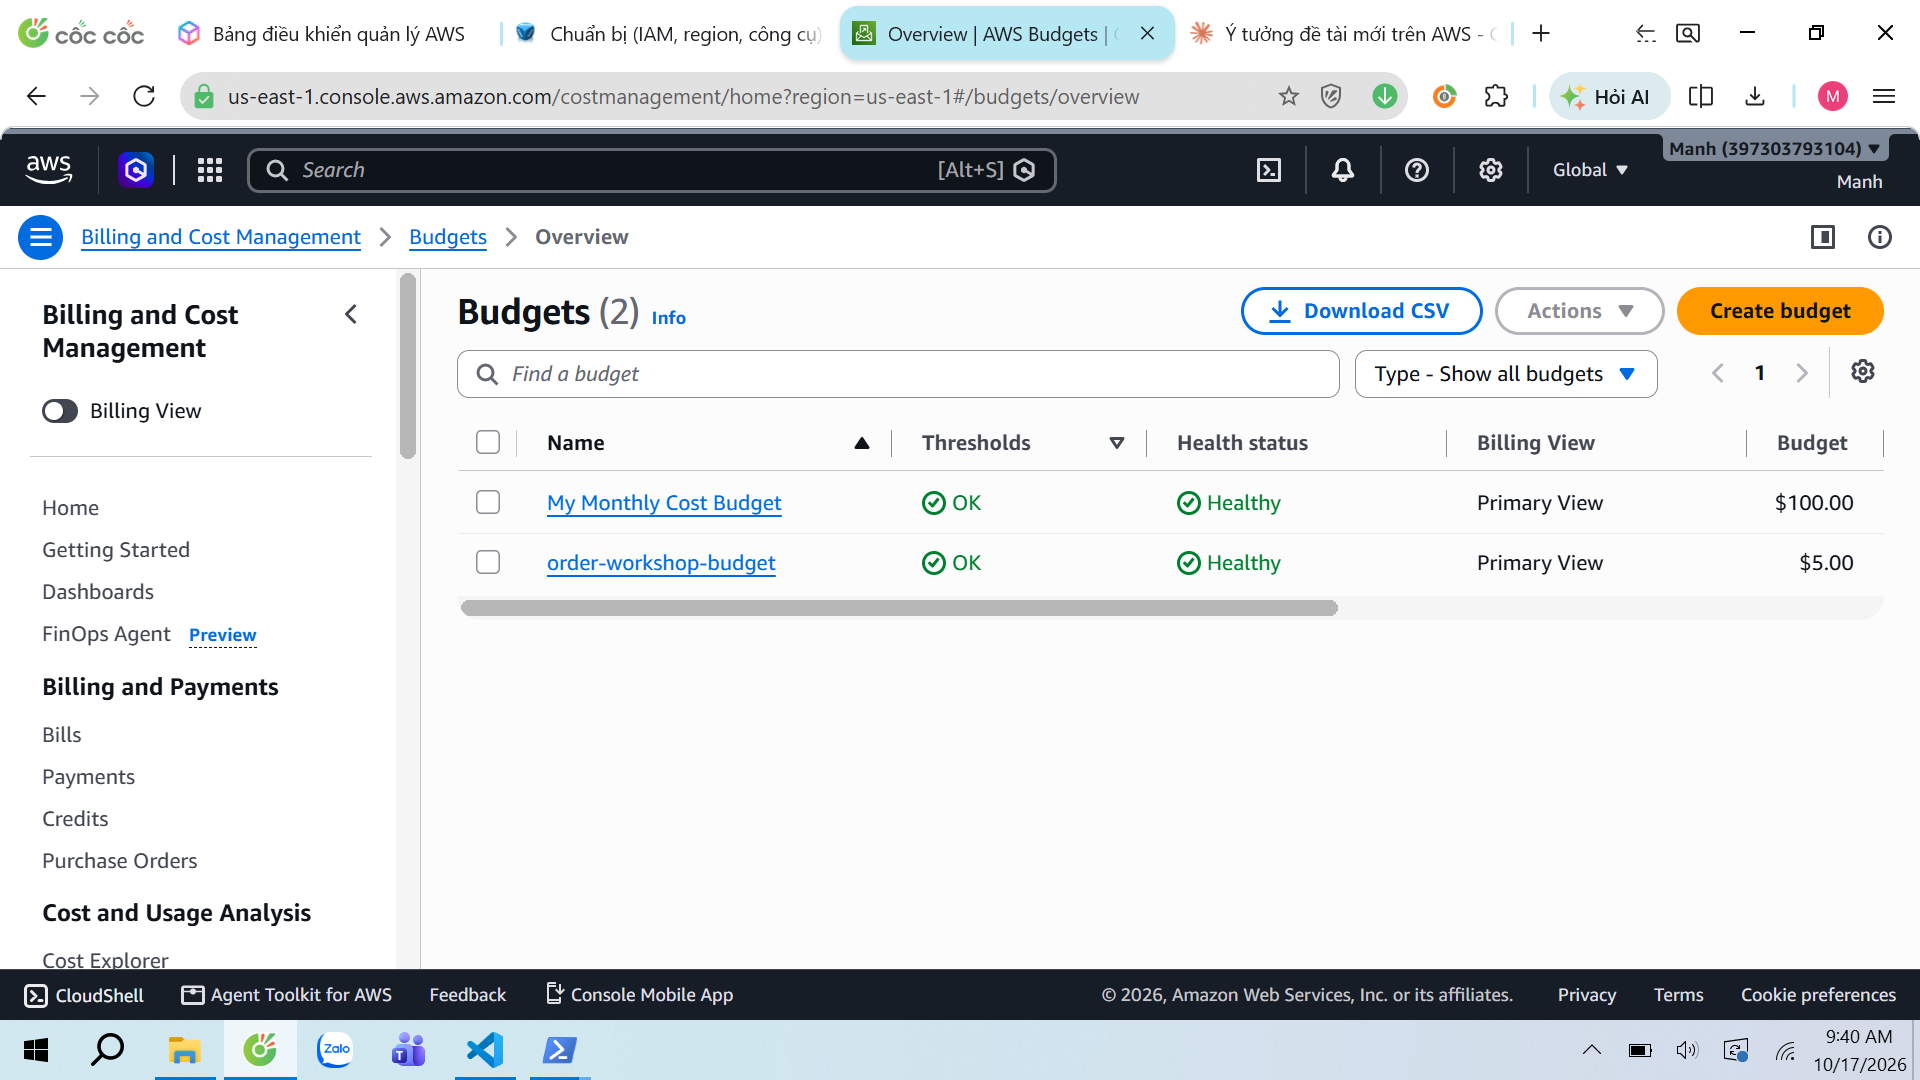 cốc cốc
Bảng điều khiển quản lý AWS
Chuẩn bị (IAM, region, công cụ)
Overview | AWS Budgets |
Ý tưởng đề tài mới trên AWS -
us-east-1.console.aws.amazon.com/costmanagement/home?region=us-east-1#/budgets/overview
Hỏi AI
M
aws
Search
[Alt+S]
Global
Manh (397303793104)
Manh
Billing and Cost Management
Budgets
Overview
Billing and Cost
Management
Billing View
Home
Getting Started
Dashboards
FinOps Agent Preview
Billing and Payments
Bills
Payments
Credits
Purchase Orders
Cost and Usage Analysis
Cost Explorer
Budgets (2) Info
Download CSV
Actions
Create budget
Find a budget
Type - Show all budgets
1
Name Thresholds Health status Billing View Budget
My Monthly Cost Budget OK Healthy Primary View $100.00
order-workshop-budget OK Healthy Primary View $5.00
CloudShell
Agent Toolkit for AWS
Feedback
Console Mobile App
© 2026, Amazon Web Services, Inc. or its affiliates.
Privacy
Terms
Cookie preferences
Zalo
T
9:40 AM
10/17/2026